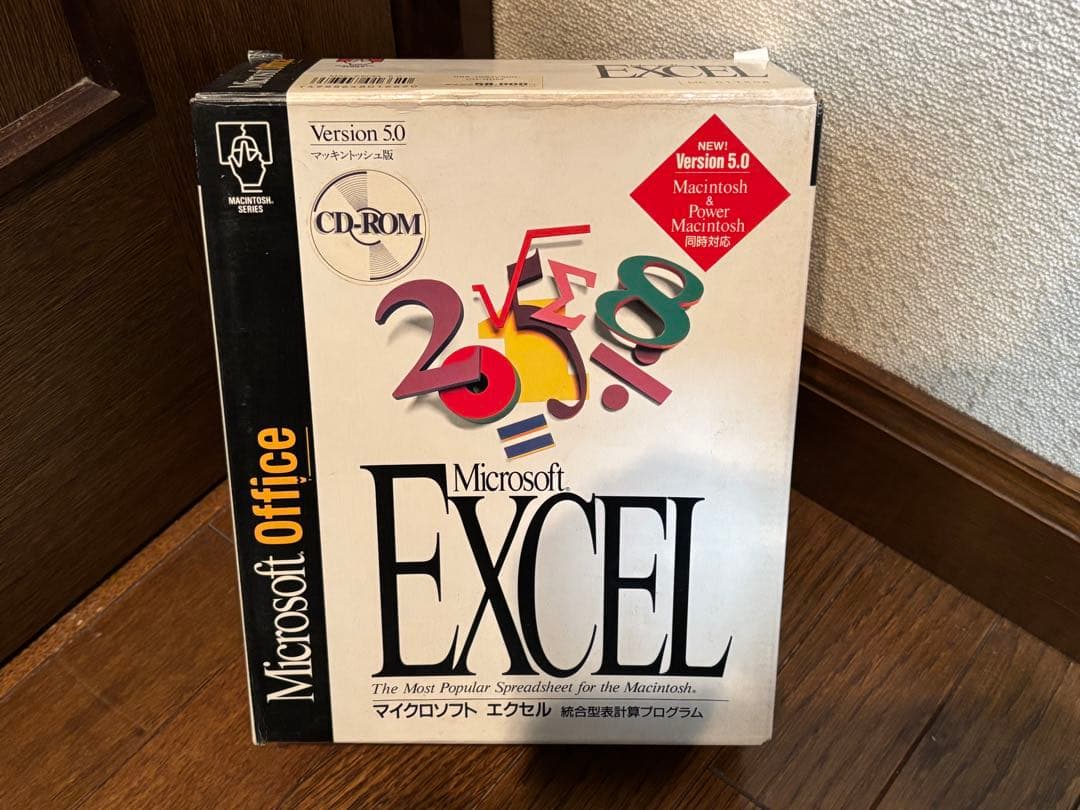 EXCEL
58,000
Version 5.0
マッキントッシュ版
CD-ROM
MACINTOSH®
SERIES
NEW!
Version 5.0
Macintosh
&
Power
Macintosh
同時対応
Microsoft Office
Microsoft®
EXCEL
The Most Popular Spreadsheet for the Macintosh®
マイクロソフト エクセル 統合型表計算プログラム